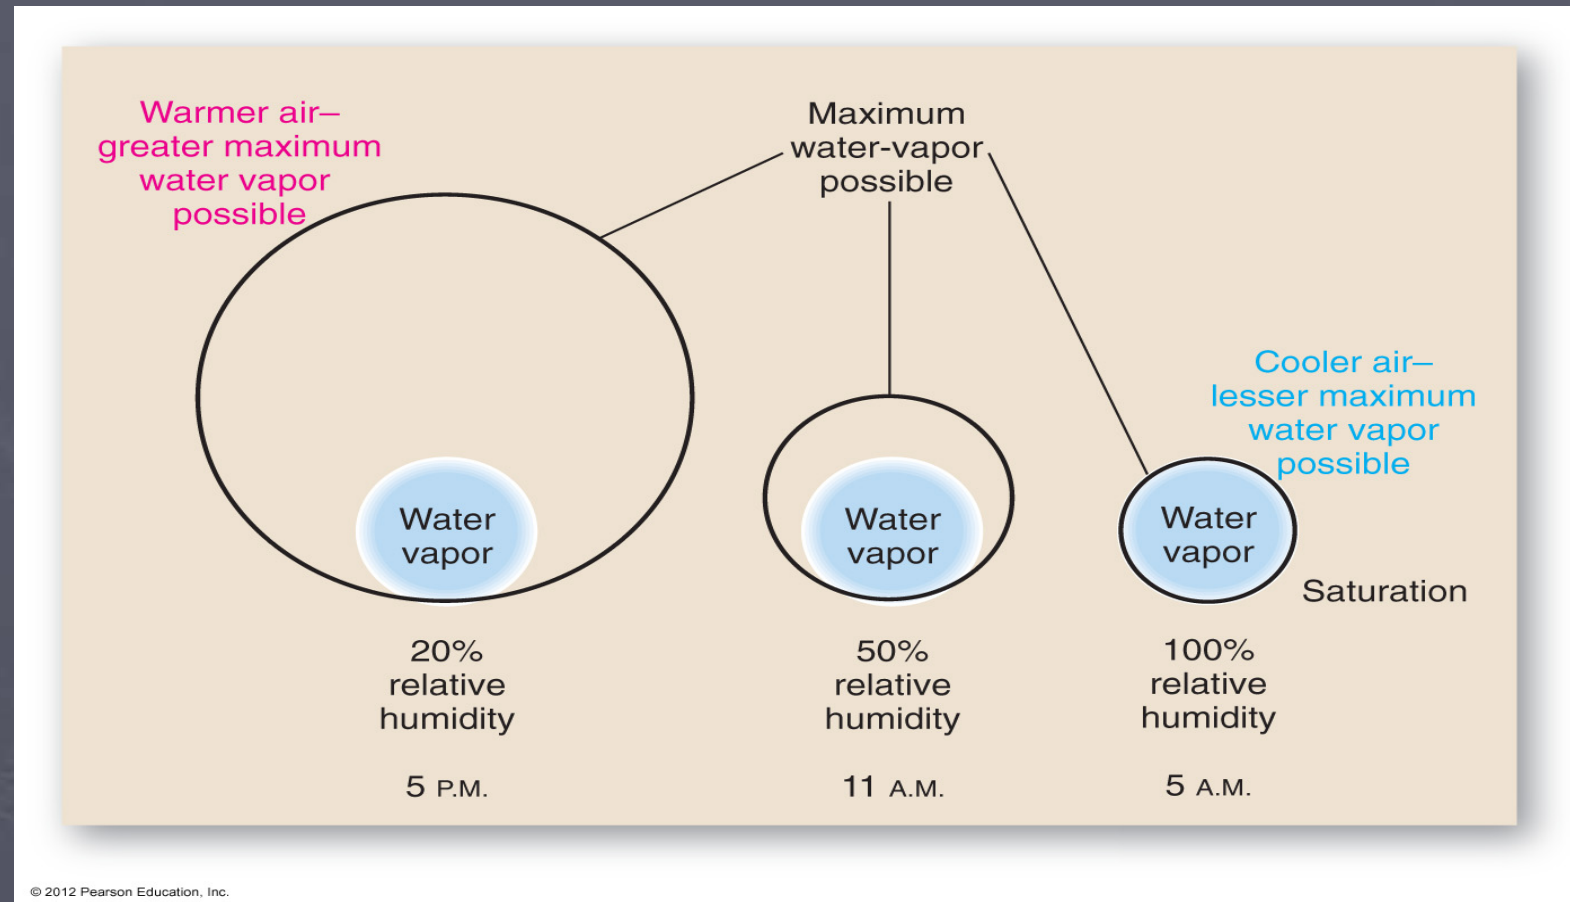 Warmer air–
greater maximum
water vapor
possible
Maximum
water-vapor
possible
Cooler air–
lesser maximum
water vapor
possible
Water
vapor
Water
vapor
Water
vapor
Saturation
20%
relative
humidity
5 P.M.
50%
relative
humidity
11 A.M.
100%
relative
humidity
5 A.M.
© 2012 Pearson Education, Inc.